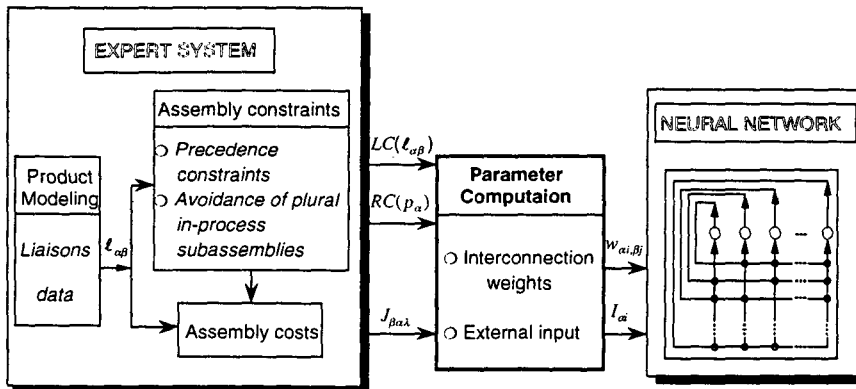 EXPERT SYSTEM
Assembly constraints
Precedence
constraints
Avoidance of plural
in-process
subassemblies
Product
Modeling
Liaisons
data
ℓαβ
Assembly costs
LC(ℓαβ)
RC(pα)
Jβαλ
Parameter
Computaion
Interconnection
weights
External input
wαi,βj
Iαi
NEURAL NETWORK